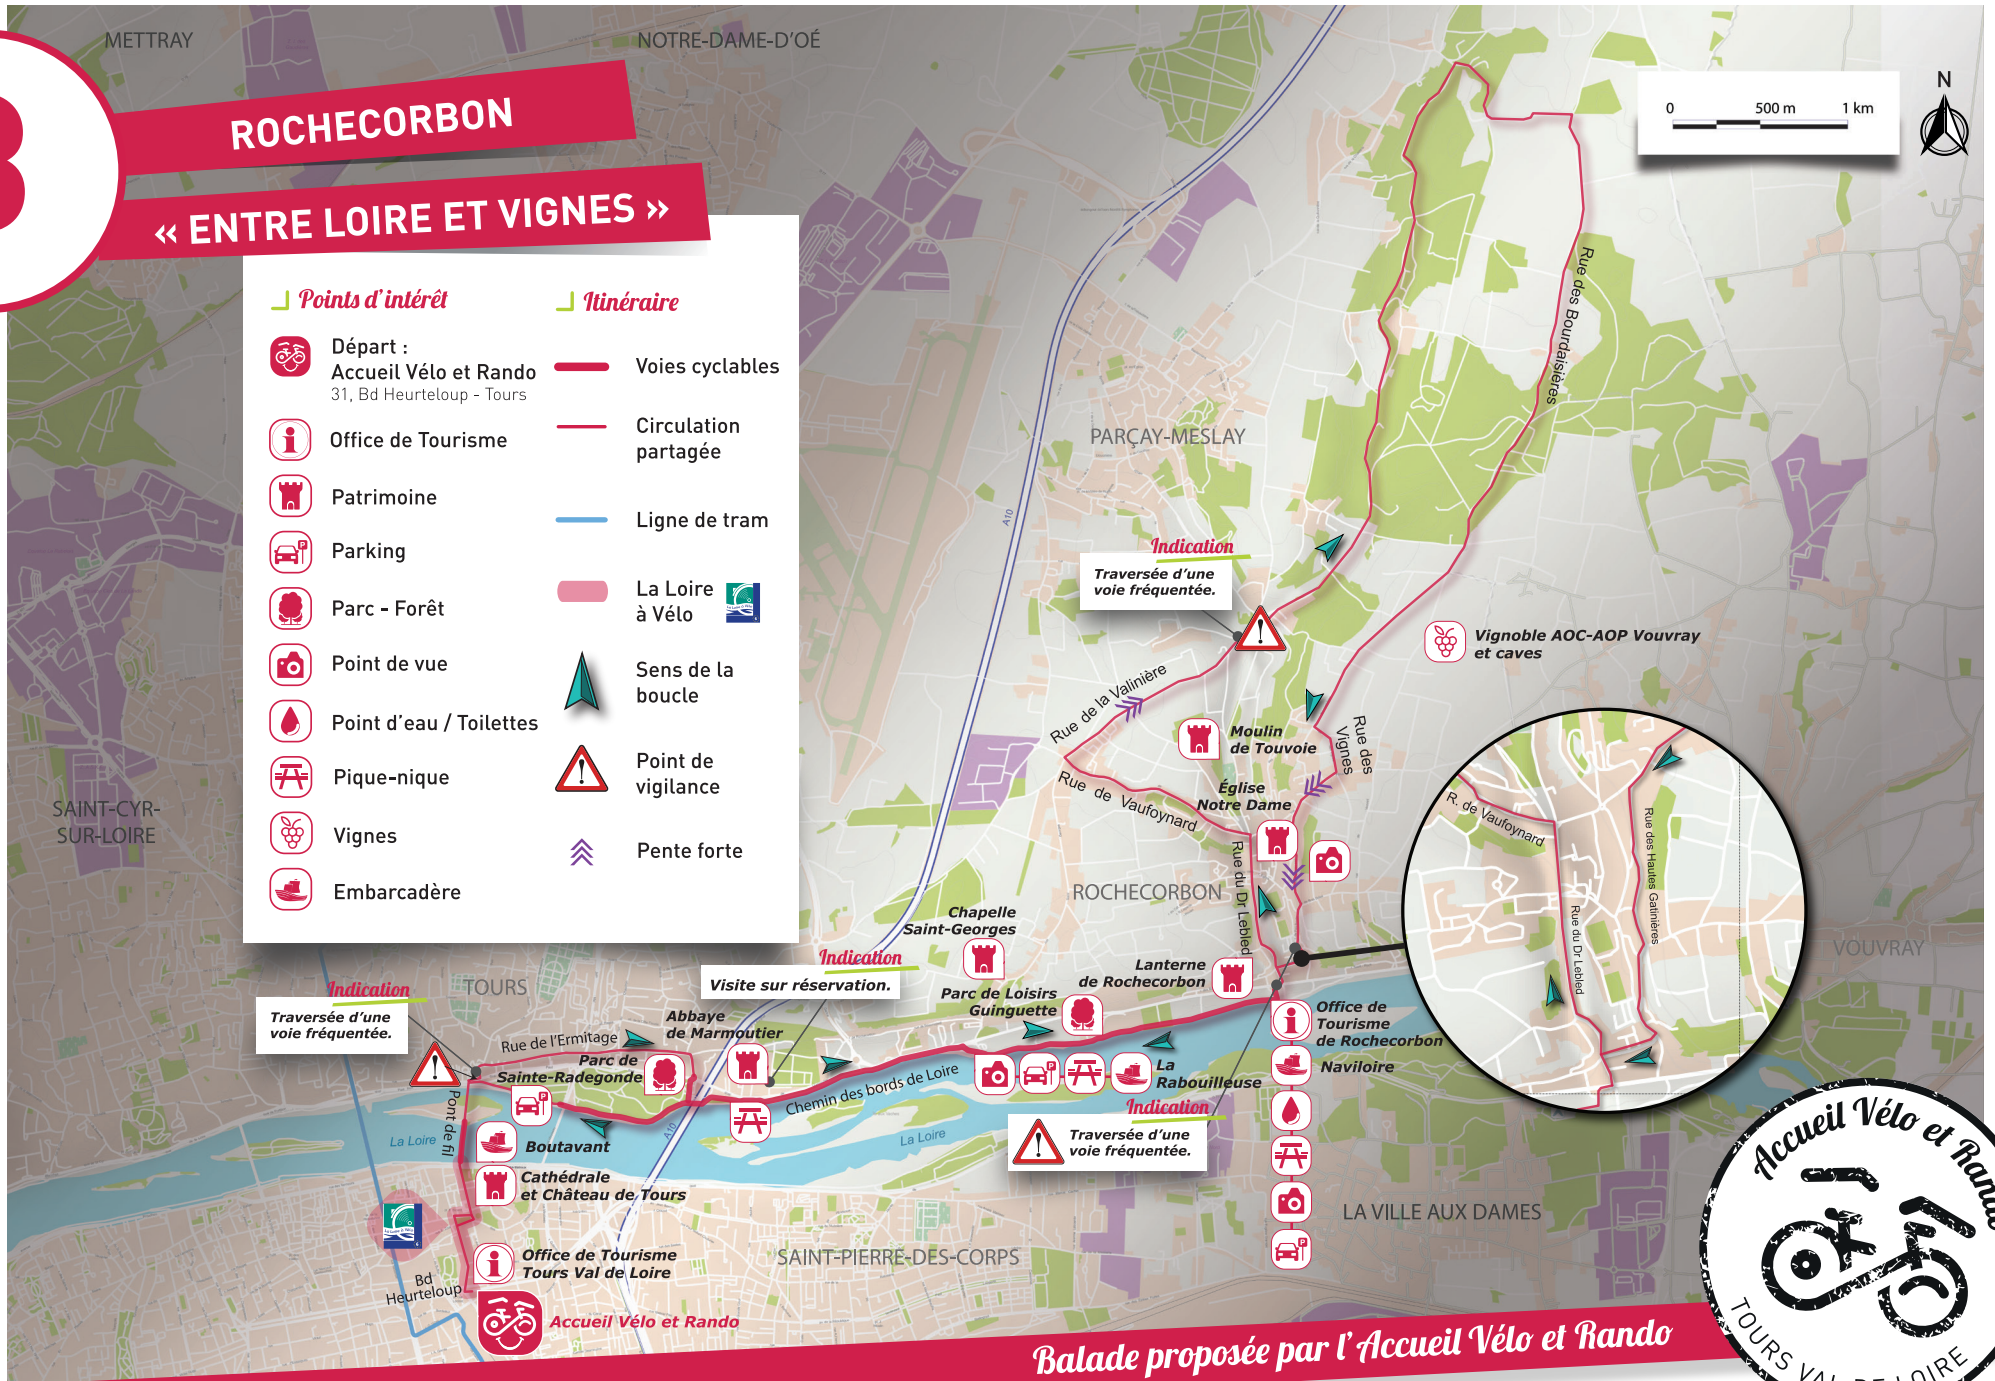 3
METTRAY
NOTRE-DAME-D'OÉ
ROCHECORBON
« ENTRE LOIRE ET VIGNES »
0 500 m 1 km
N
Points d'intérêt
Départ :
Accueil Vélo et Rando
31, Bd Heurteloup - Tours
Office de Tourisme
Patrimoine
Parking
Parc - Forêt
Point de vue
Point d'eau / Toilettes
Pique-nique
Vignes
Embarcadère
Itinéraire
Voies cyclables
Circulation
partagée
Ligne de tram
La Loire
à Vélo
Sens de la
boucle
Point de
vigilance
Pente forte
SAINT-CYR-
SUR-LOIRE
PARÇAY-MESLAY
A10
Rue des Bourdaisières
Indication
Traversée d'une
voie fréquentée.
Vignoble AOC-AOP Vouvray
et caves
Rue de la Valinière
Moulin
de Touvoie
Rue des
Vignes
Rue de Vaufoynard
Église
Notre Dame
Rue du Dr Lebled
ROCHECORBON
R. de Vaufoynard
Rue des Hautes Gatinières
Rue du Dr Lebled
VOUVRAY
Chapelle
Saint-Georges
Indication
Visite sur réservation.
Lanterne
de Rochecorbon
Parc de Loisirs
Guinguette
TOURS
Indication
Traversée d'une
voie fréquentée.
Abbaye
de Marmoutier
Rue de l'Ermitage
Parc de
Sainte-Radegonde
Office de
Tourisme
de Rochecorbon
Naviloire
La
Rabouilleuse
Chemin des bords de Loire
Indication
Traversée d'une
voie fréquentée.
Pont de fil
La Loire
A10
La Loire
Boutavant
Cathédrale
et Château de Tours
Office de Tourisme
Tours Val de Loire
Bd
Heurteloup
Accueil Vélo et Rando
SAINT-PIERRE-DES-CORPS
LA VILLE AUX DAMES
Balade proposée par l'Accueil Vélo et Rando
Accueil Vélo et Rando
TOURS VAL DE LOIRE